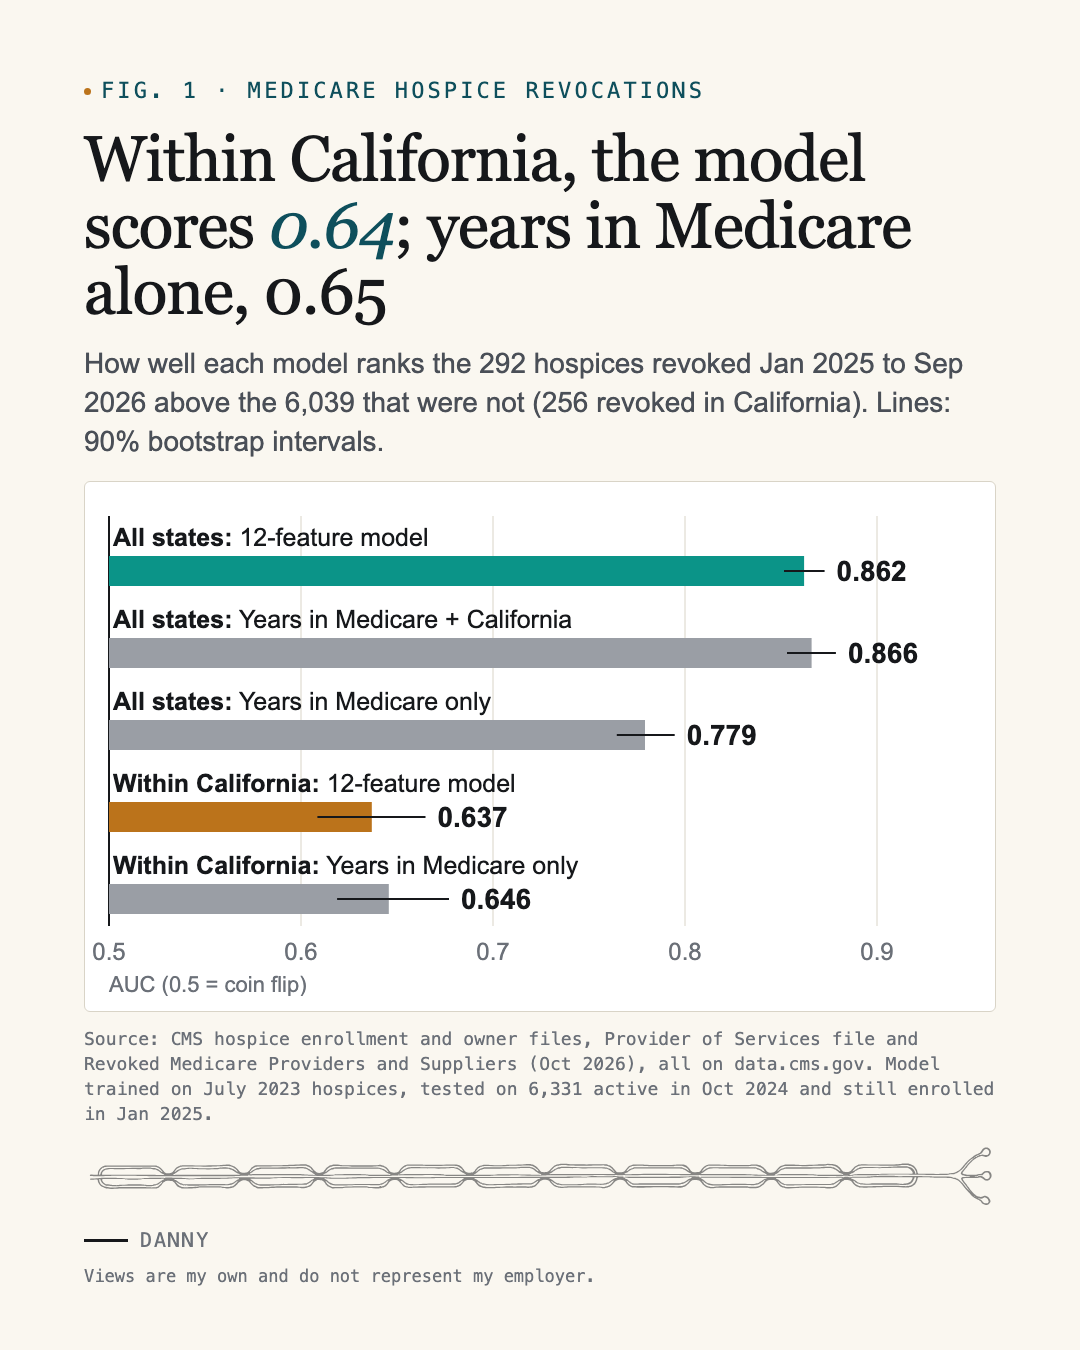 FIG. 1 · MEDICARE HOSPICE REVOCATIONS
Within California, the model
scores 0.64; years in Medicare
alone, 0.65
How well each model ranks the 292 hospices revoked Jan 2025 to Sep
2026 above the 6,039 that were not (256 revoked in California). Lines:
90% bootstrap intervals.
All states: 12-feature model
0.862
All states: Years in Medicare + California
0.866
All states: Years in Medicare only
0.779
Within California: 12-feature model
0.637
Within California: Years in Medicare only
0.646
0.5 0.6 0.7 0.8 0.9
AUC (0.5 = coin flip)
Source: CMS hospice enrollment and owner files, Provider of Services file and
Revoked Medicare Providers and Suppliers (Oct 2026), all on data.cms.gov. Model
trained on July 2023 hospices, tested on 6,331 active in Oct 2024 and still enrolled
in Jan 2025.
DANNY
Views are my own and do not represent my employer.